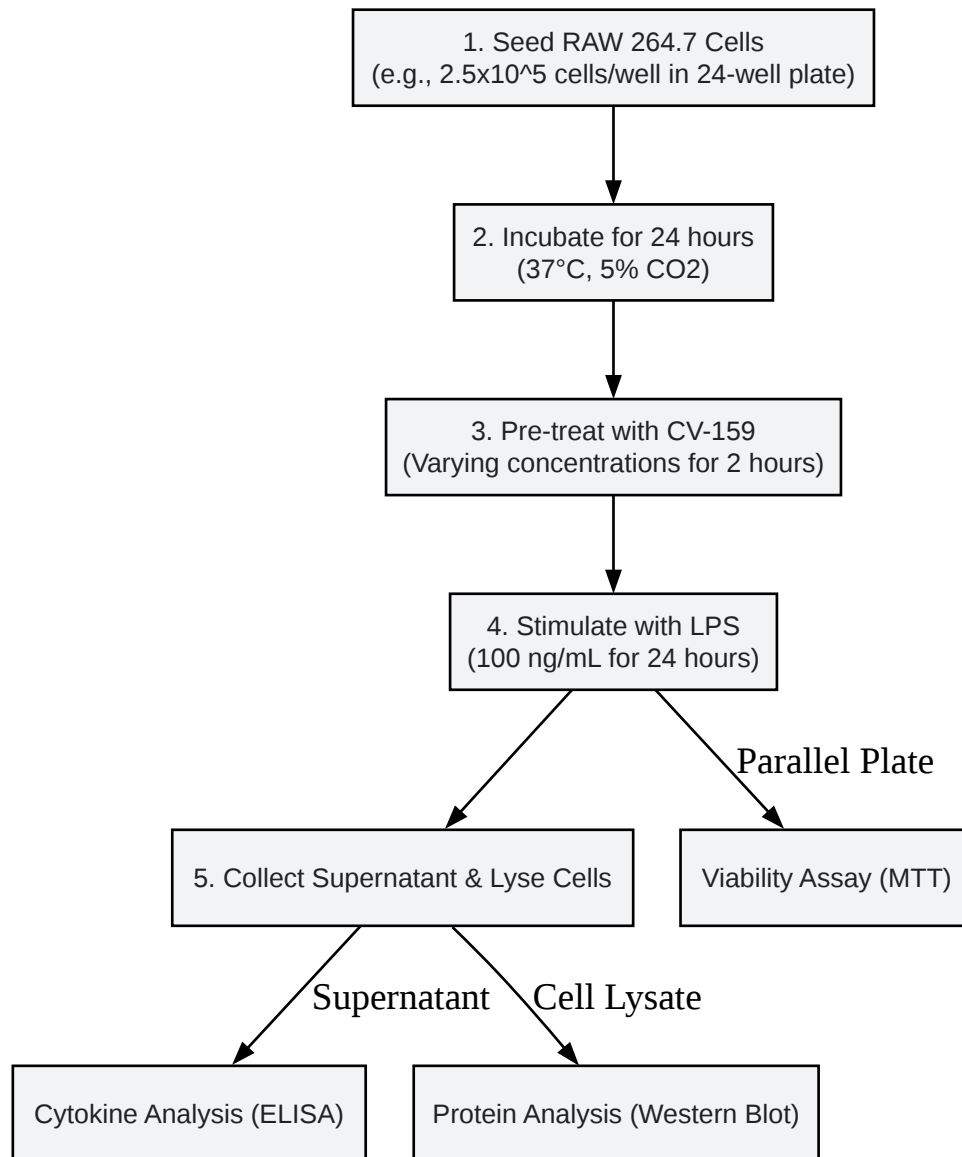 1. Seed RAW 264.7 Cells
(e.g., 2.5x10^5 cells/well in 24-well plate)
2. Incubate for 24 hours
(37°C, 5% CO2)
3. Pre-treat with CV-159
(Varying concentrations for 2 hours)
4. Stimulate with LPS
(100 ng/mL for 24 hours)
Parallel Plate
5. Collect Supernatant & Lyse Cells
Viability Assay (MTT)
Supernatant
Cell Lysate
Cytokine Analysis (ELISA)
Protein Analysis (Western Blot)